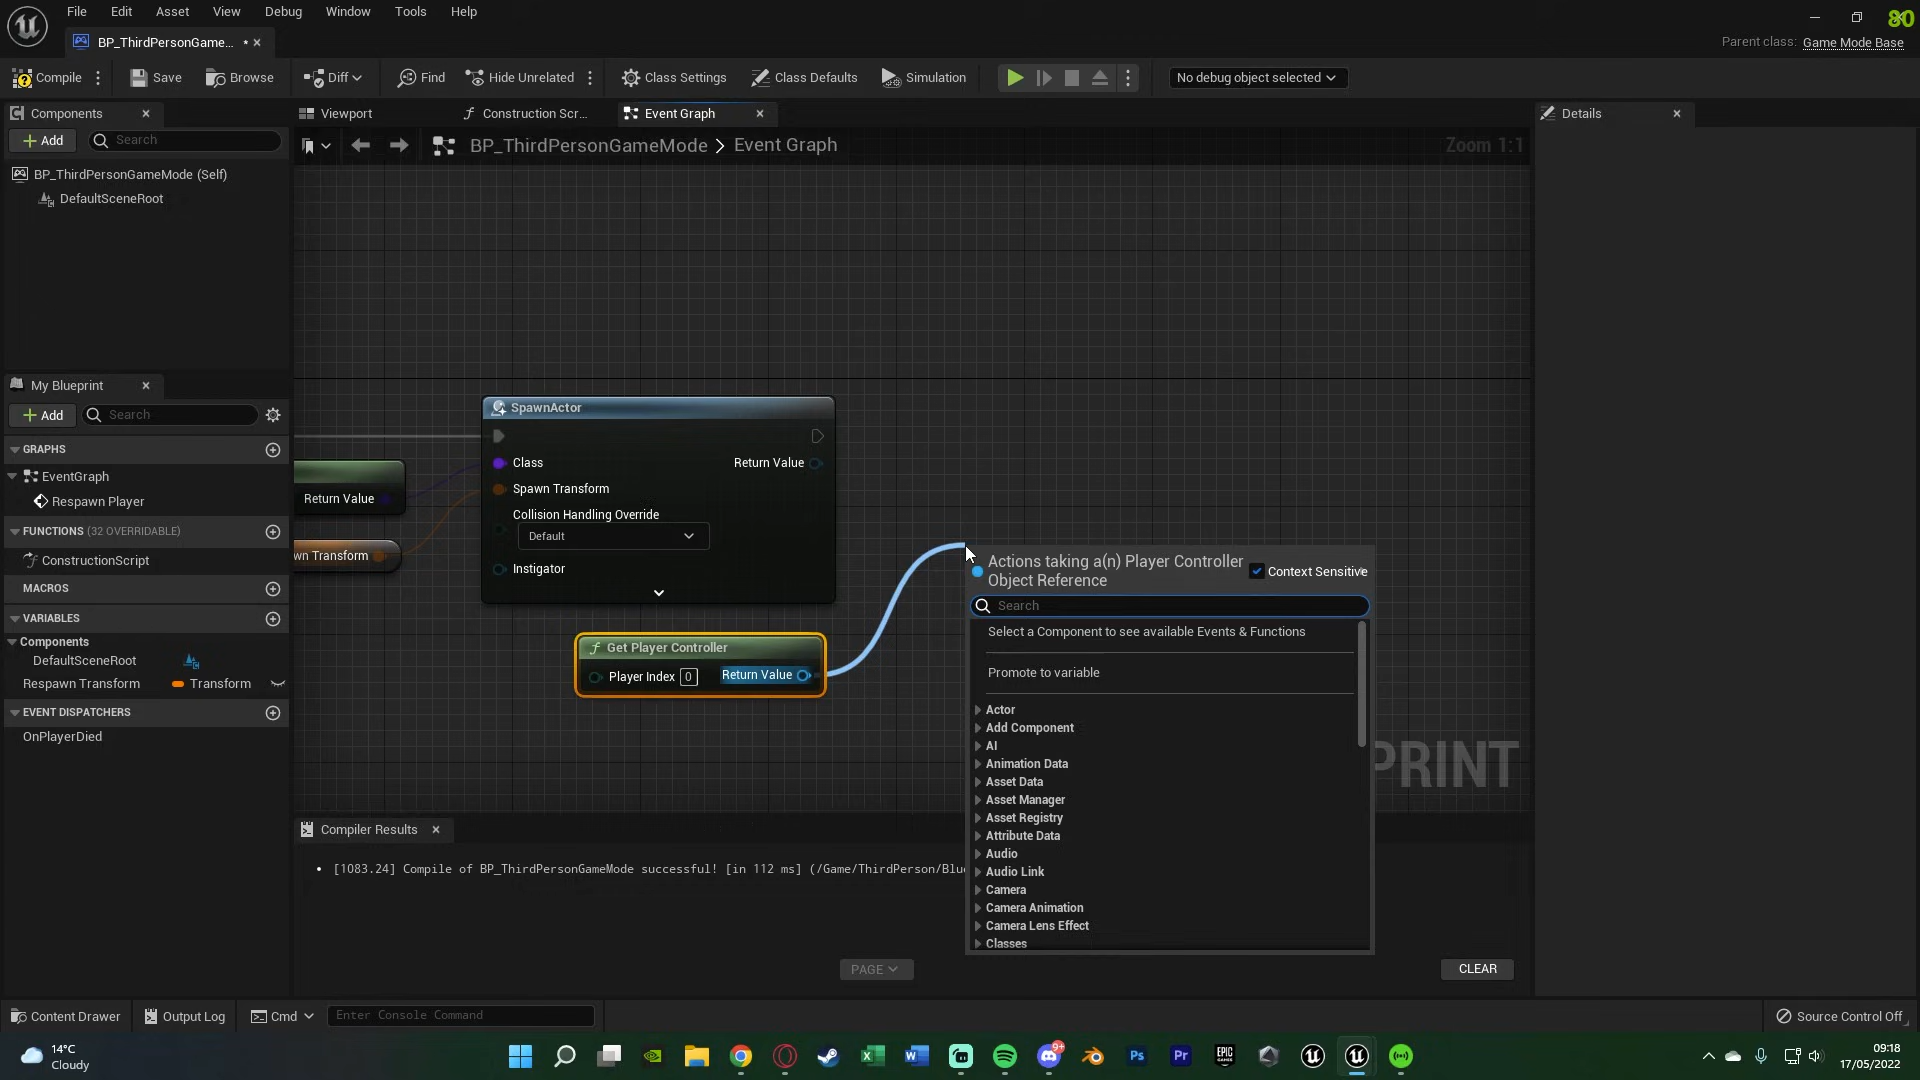 File Edit Asset View Debug Window Tools Help
80
BP_ThirdPersonGame... •
Parent class: Game Mode Base
Compile Save Browse Diff Find Hide Unrelated Class Settings Class Defaults Simulation No debug object selected
Components Viewport Construction Scr... Event Graph Details
Add Search
BP_ThirdPersonGameMode > Event Graph Zoom 1:1
BP_ThirdPersonGameMode (Self)
DefaultSceneRoot
My Blueprint
Add Search
GRAPHS
EventGraph
Respawn Player
FUNCTIONS (32 OVERRIDABLE)
ConstructionScript
MACROS
VARIABLES
Components
DefaultSceneRoot
Respawn Transform Transform
EVENT DISPATCHERS
OnPlayerDied
Return Value
wn Transform
SpawnActor
Class Return Value
Spawn Transform
Collision Handling Override
Default
Instigator
Get Player Controller
Player Index 0 Return Value
Actions taking a(n) Player Controller
Object Reference
Context Sensitive
Search
Select a Component to see available Events & Functions
Promote to variable
Actor
Add Component
AI
Animation Data
Asset Data
Asset Manager
Asset Registry
Attribute Data
Audio
Audio Link
Camera
Camera Animation
Camera Lens Effect
Classes
PRINT
Compiler Results
• [1083.24] Compile of BP_ThirdPersonGameMode successful! [in 112 ms] (/Game/ThirdPerson/Blu
PAGE CLEAR
Content Drawer Output Log Cmd Enter Console Command Source Control Off
14°C
Cloudy
9+
Ps Pr EPIC GAMES
09:18
17/05/2022